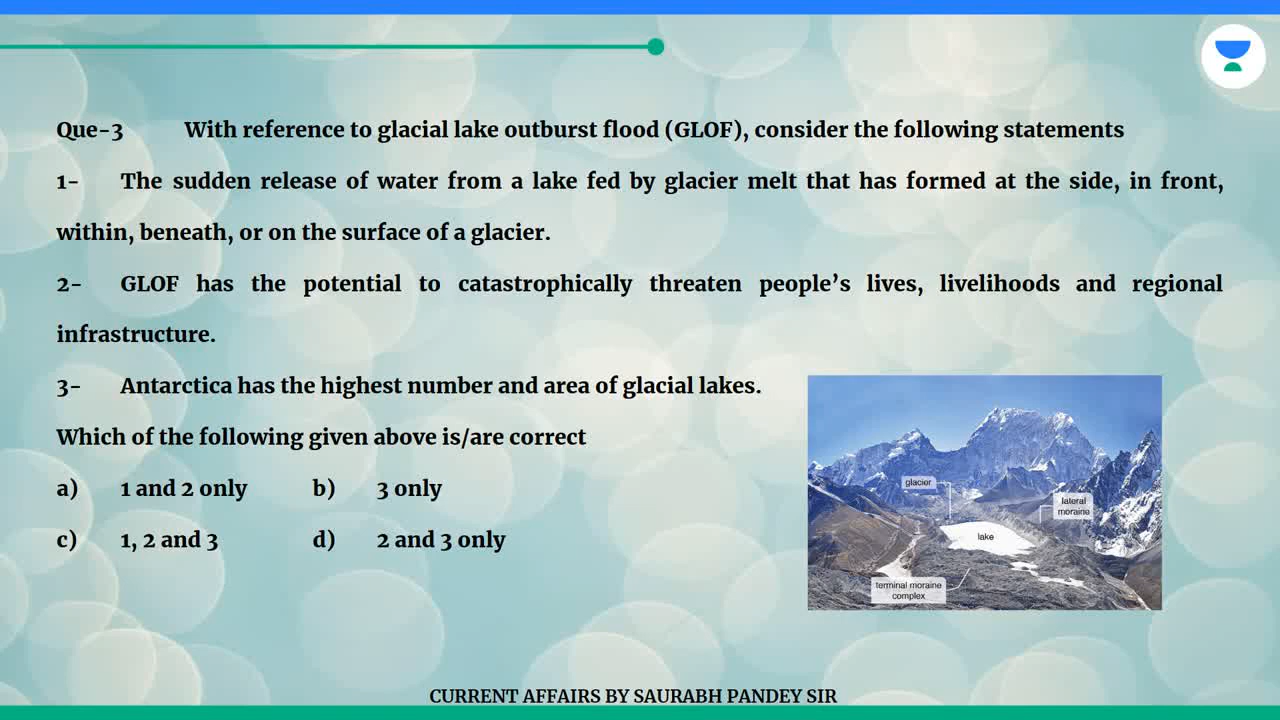 Que-3 With reference to glacial lake outburst flood (GLOF), consider the following statements
1- The sudden release of water from a lake fed by glacier melt that has formed at the side, in front,
within, beneath, or on the surface of a glacier.
2- GLOF has the potential to catastrophically threaten people’s lives, livelihoods and regional
infrastructure.
3- Antarctica has the highest number and area of glacial lakes.
Which of the following given above is/are correct
a) 1 and 2 only b) 3 only
c) 1, 2 and 3 d) 2 and 3 only
glacier
lateral
moraine
lake
terminal moraine
complex
CURRENT AFFAIRS BY SAURABH PANDEY SIR